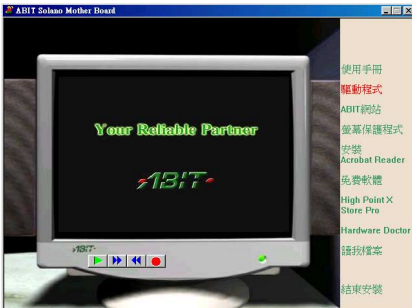 ABIT Solano Mother Board
Your Reliable Partner
ABIT
ABIT
使用手冊
驅動程式
ABIT網站
螢幕保護程式
安裝
Acrobat Reader
免費軟體
High Point X
Store Pro
Hardware Doctor
讀我檔案
結束安裝